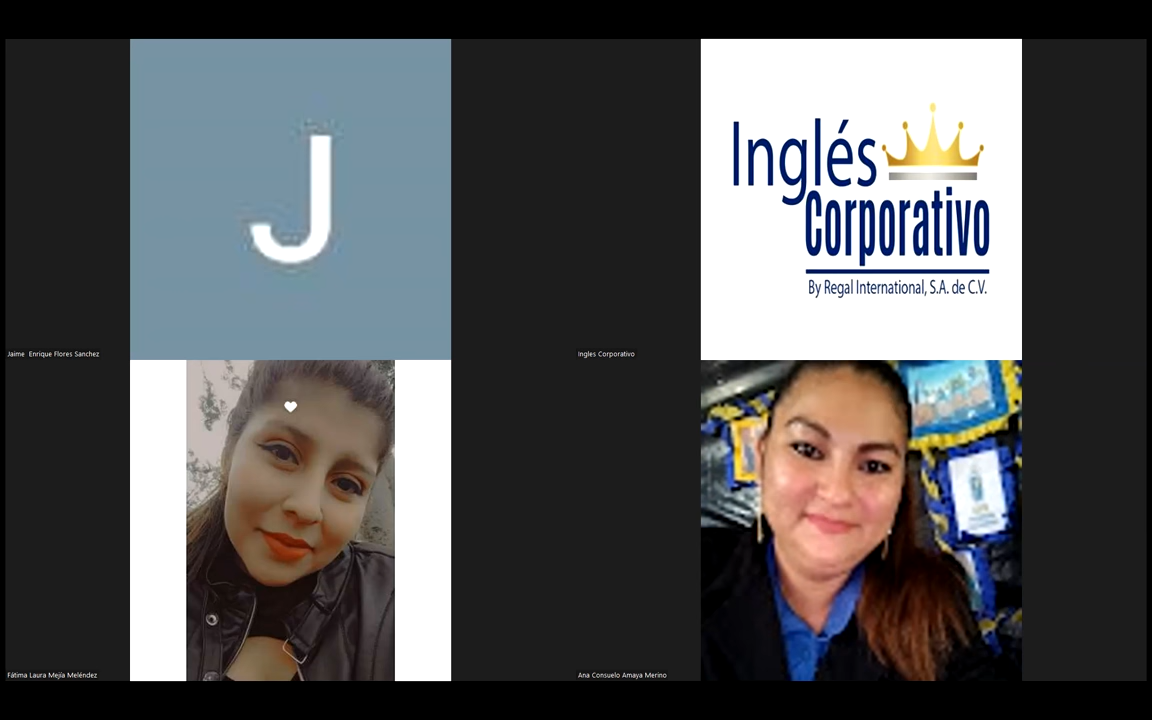 J
Inglés
Corporativo
By Regal International, S.A. de C.V.
Jaime Enrique Flores Sanchez
Ingles Corporativo
Fátima Laura Mejía Meléndez
Ana Consuelo Amaya Merino